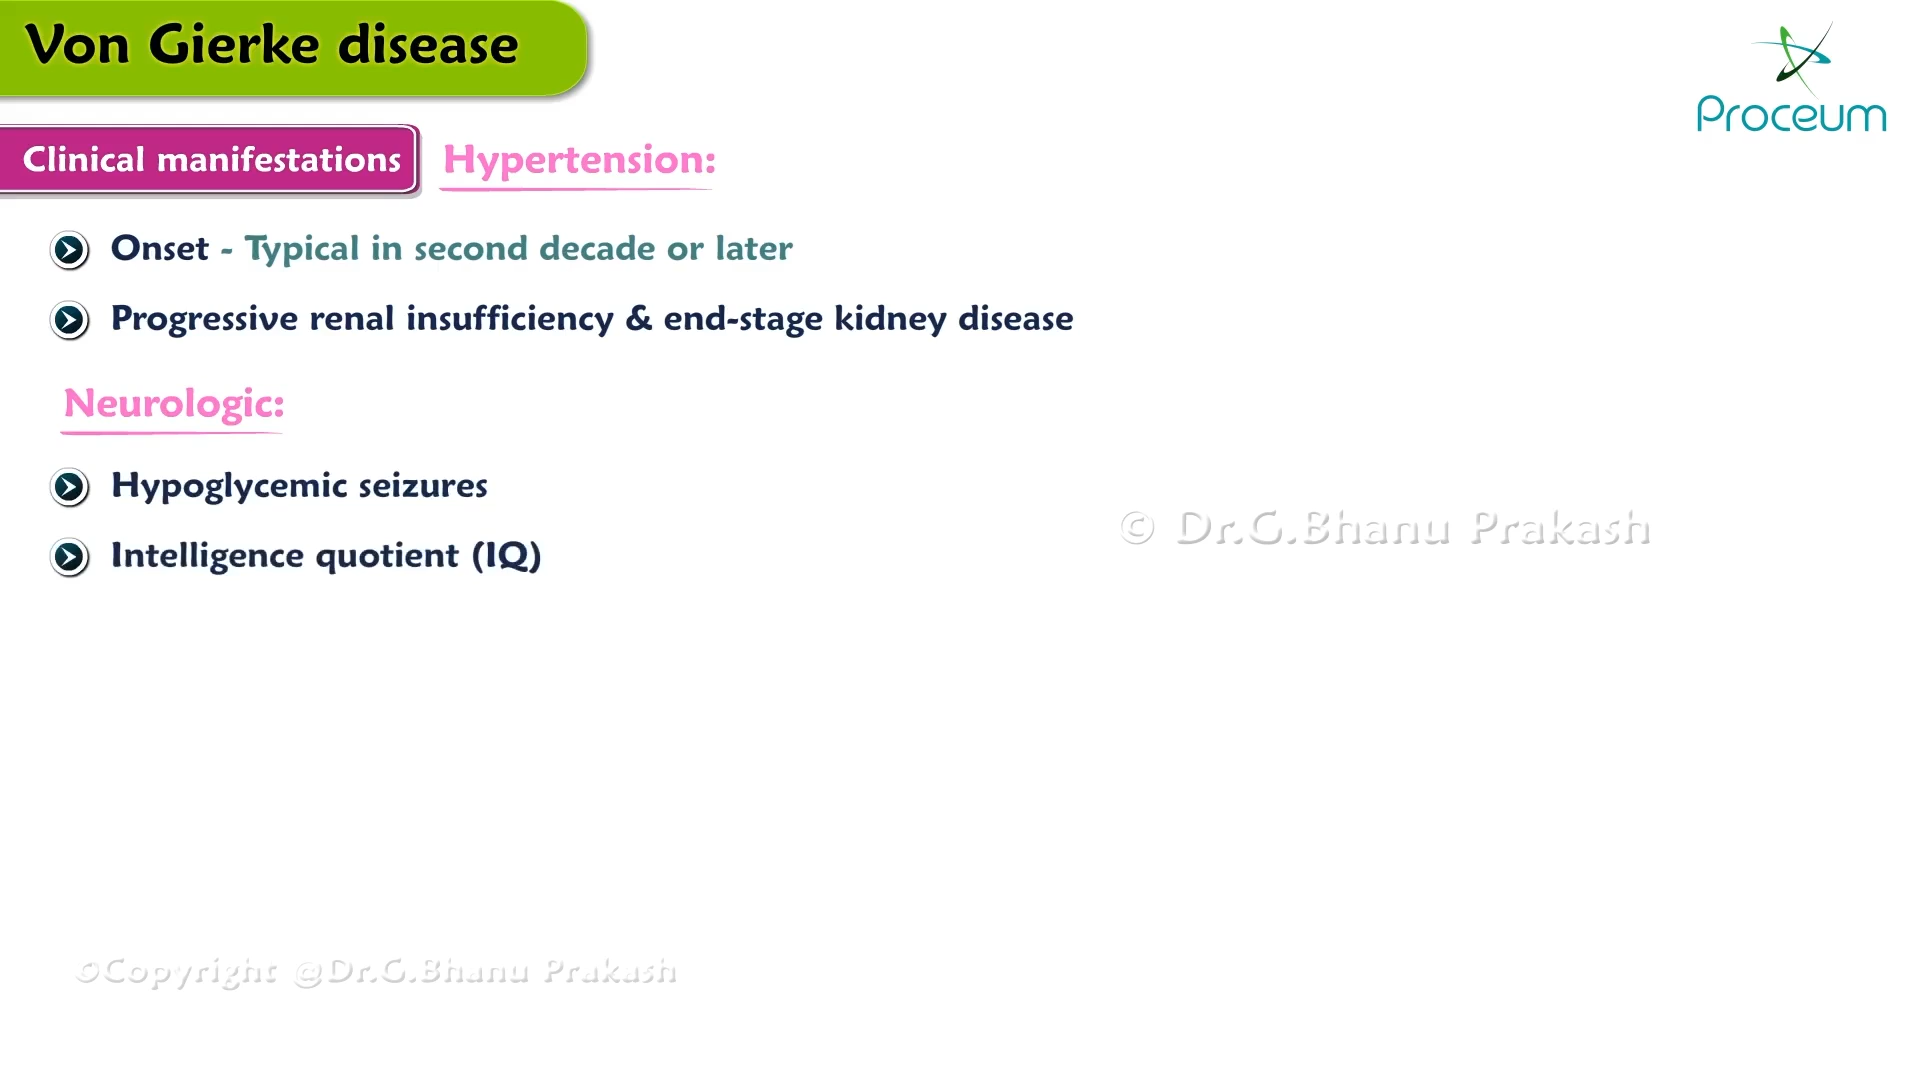 Von Gierke disease
Proceum
Clinical manifestations Hypertension:
Onset - Typical in second decade or later
Progressive renal insufficiency & end-stage kidney disease
Neurologic:
Hypoglycemic seizures
© Dr.G.Bhanu Prakash
Intelligence quotient (IQ)
©Copyright @Dr.G.Bhanu Prakash